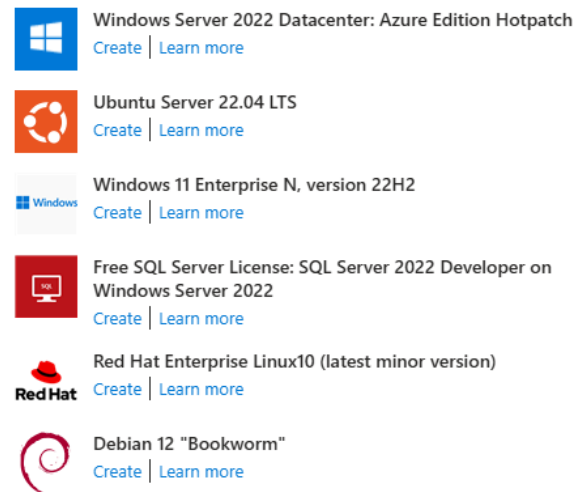 Windows Server 2022 Datacenter: Azure Edition Hotpatch
Create | Learn more
Ubuntu Server 22.04 LTS
Create | Learn more
Windows
Windows 11 Enterprise N, version 22H2
Create | Learn more
SQL
Free SQL Server License: SQL Server 2022 Developer on
Windows Server 2022
Create | Learn more
Red Hat
Red Hat Enterprise Linux10 (latest minor version)
Create | Learn more
Debian 12 "Bookworm"
Create | Learn more